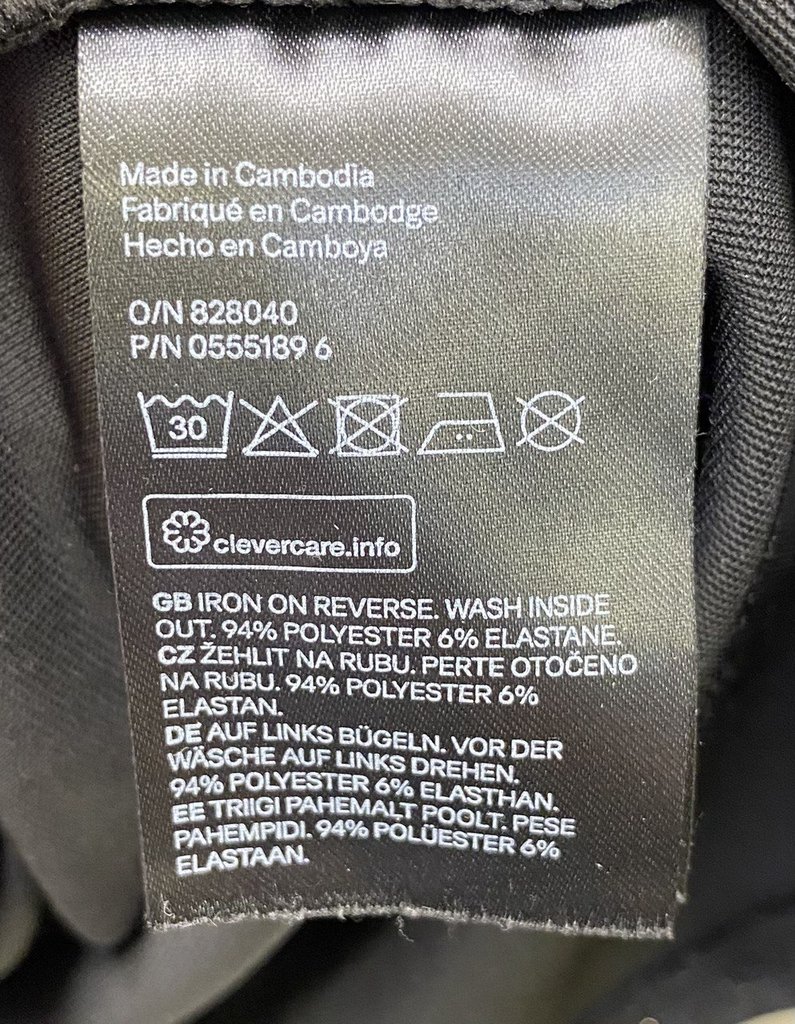 Made in Cambodia
Fabriqué en Cambodge
Hecho en Camboya
O/N 828040
P/N 0555189 6
30
clevercare.info
GB IRON ON REVERSE. WASH INSIDE
OUT. 94% POLYESTER 6% ELASTANE.
CZ ŽEHLIT NA RUBU. PERTE OTOČENO
NA RUBU. 94% POLYESTER 6%
ELASTAN.
DE AUF LINKS BÜGELN. VOR DER
WÄSCHE AUF LINKS DREHEN.
94% POLYESTER 6% ELASTHAN.
EE TRIIGI PAHEMALT POOLT. PESE
PAHEMPIDI. 94% POLÜESTER 6%
ELASTAAN.